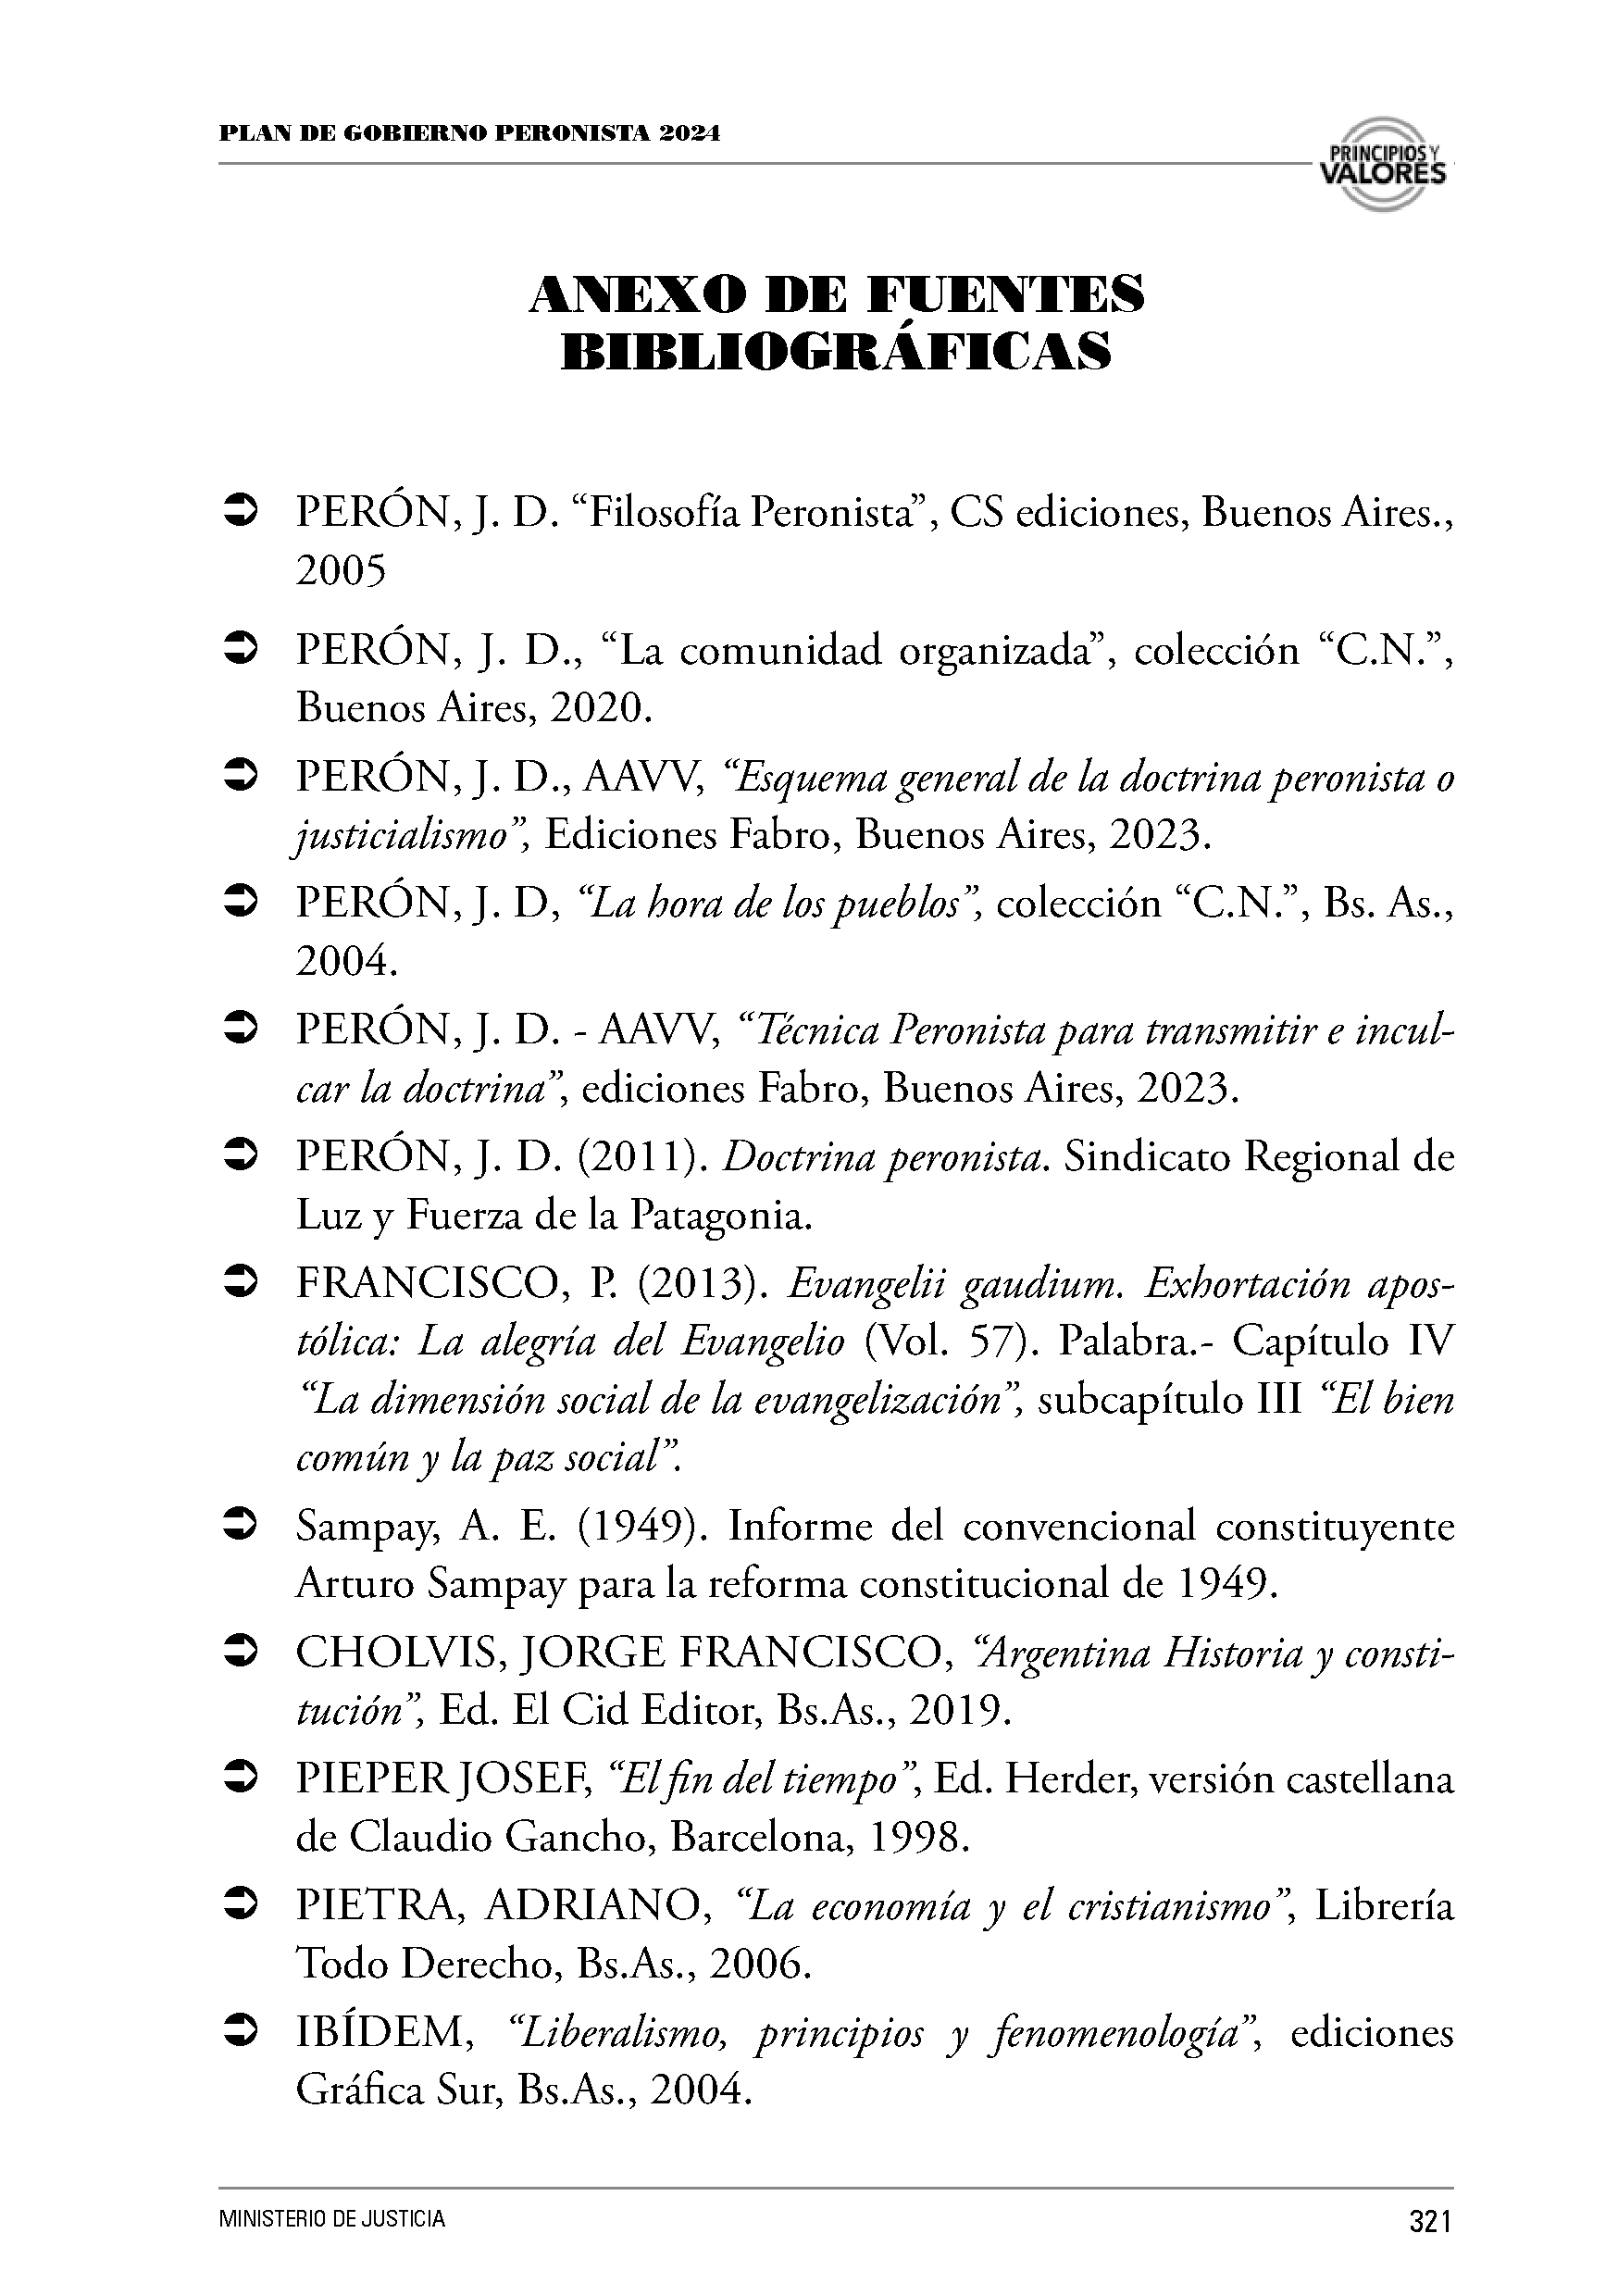 PLAN DE GOBIERNO PERONISTA 2024
PRINCIPIOS Y
VALORES
ANEXO DE FUENTES
BIBLIOGRÁFICAS
PERÓN, J. D. “Filosofía Peronista”, CS ediciones, Buenos Aires.,
2005
PERÓN, J. D., “La comunidad organizada”, colección “C.N.”,
Buenos Aires, 2020.
PERÓN, J. D., AAVV, “Esquema general de la doctrina peronista o
justicialismo”, Ediciones Fabro, Buenos Aires, 2023.
PERÓN, J. D, “La hora de los pueblos”, colección “C.N.”, Bs. As.,
2004.
PERÓN, J. D. - AAVV, “Técnica Peronista para transmitir e incul-
car la doctrina”, ediciones Fabro, Buenos Aires, 2023.
PERÓN, J. D. (2011). Doctrina peronista. Sindicato Regional de
Luz y Fuerza de la Patagonia.
FRANCISCO, P. (2013). Evangelii gaudium. Exhortación apos-
tólica: La alegría del Evangelio (Vol. 57). Palabra.- Capítulo IV
“La dimensión social de la evangelización”, subcapítulo III “El bien
común y la paz social”.
Sampay, A. E. (1949). Informe del convencional constituyente
Arturo Sampay para la reforma constitucional de 1949.
CHOLVIS, JORGE FRANCISCO, “Argentina Historia y consti-
tución”, Ed. El Cid Editor, Bs.As., 2019.
PIEPER JOSEF, “El fin del tiempo”, Ed. Herder, versión castellana
de Claudio Gancho, Barcelona, 1998.
PIETRA, ADRIANO, “La economía y el cristianismo”, Librería
Todo Derecho, Bs.As., 2006.
IBÍDEM, “Liberalismo, principios y fenomenología”, ediciones
Gráfica Sur, Bs.As., 2004.
MINISTERIO DE JUSTICIA
321